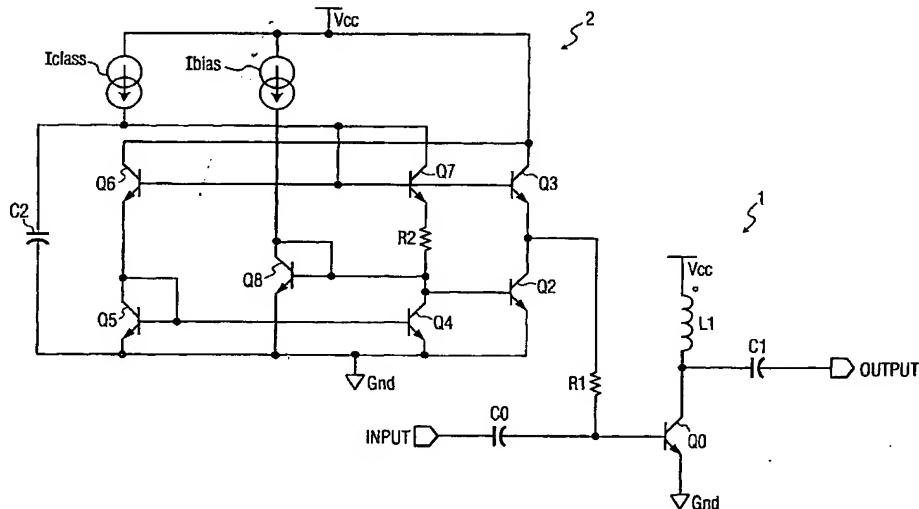 Vcc
2
Iclass
Ibias
Q6
Q7
Q3
C2
R2
1
Q8
Vcc
Q2
Q5
Q4
L1
C1
OUTPUT
Gnd
R1
C0
INPUT
Q0
Gnd